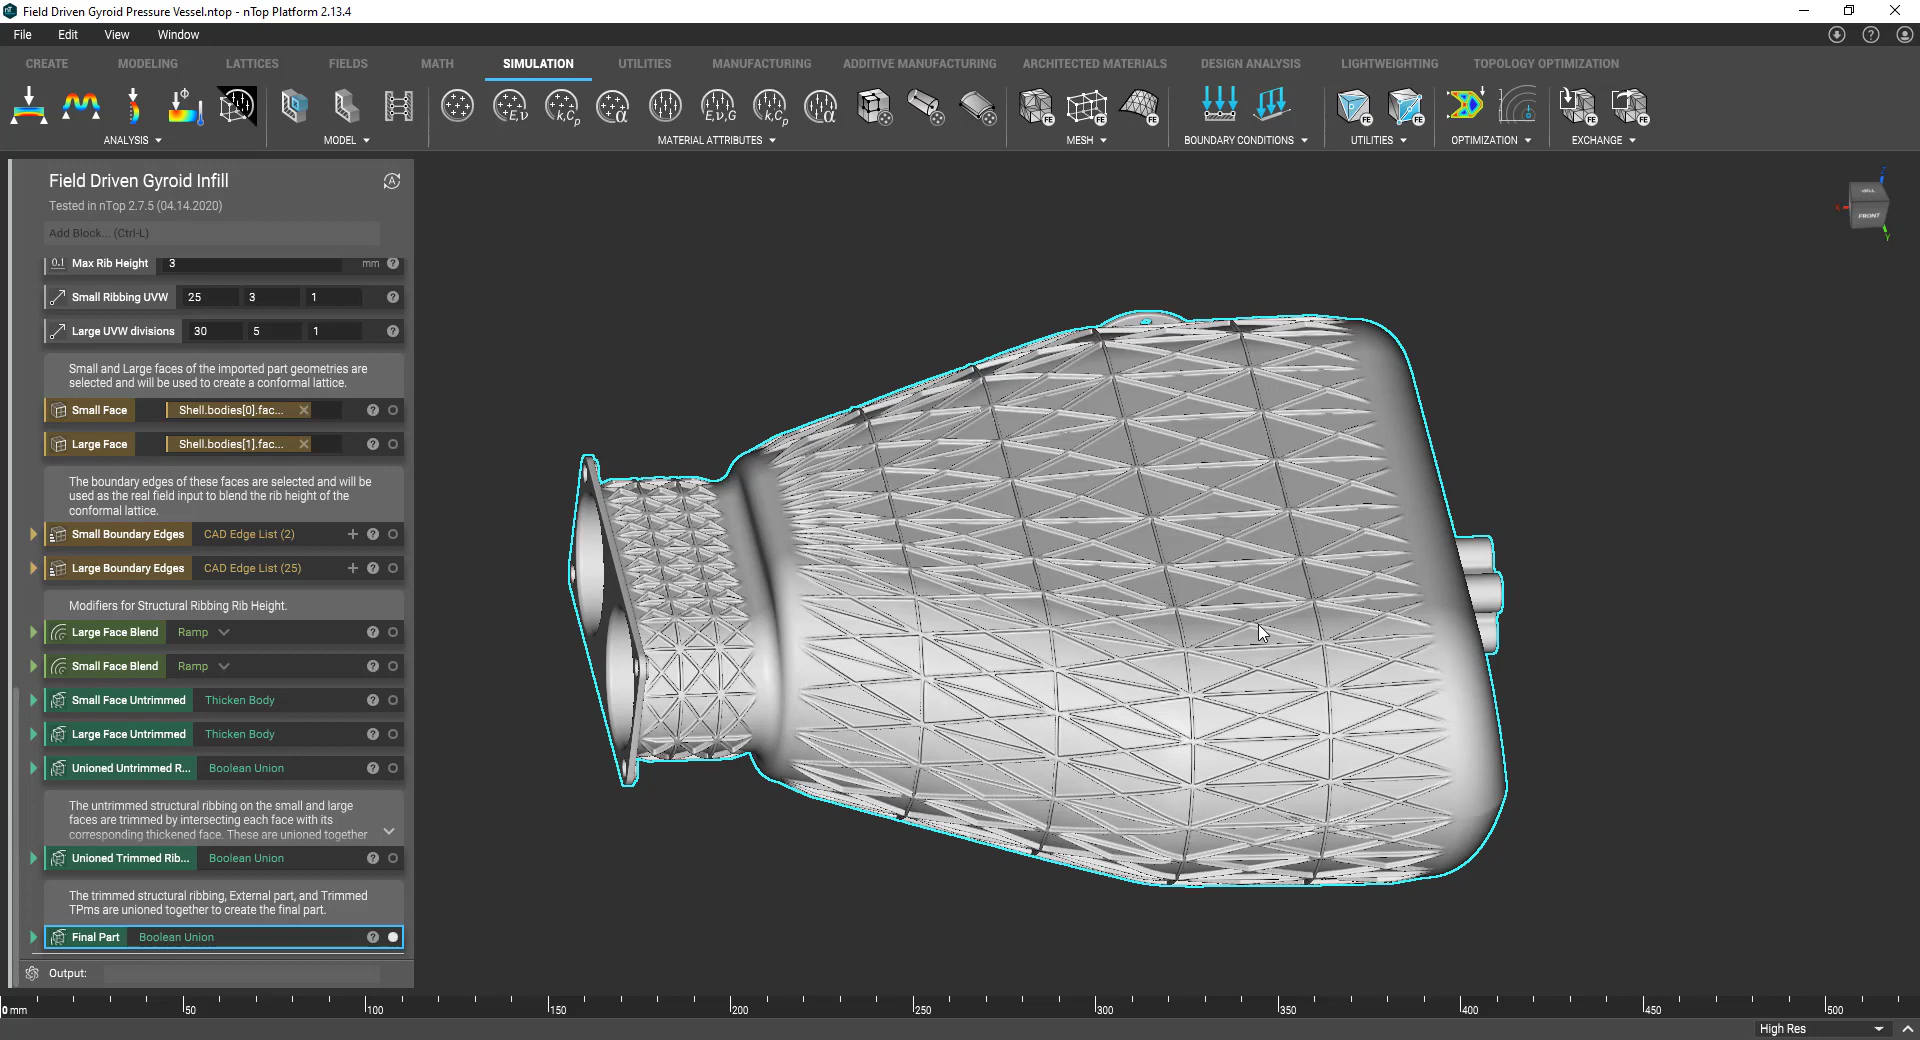 Field Driven Gyroid Pressure Vessel.ntop - nTop Platform 2.13.4
File Edit View Window
CREATE MODELING LATTICES FIELDS MATH SIMULATION UTILITIES MANUFACTURING ADDITIVE MANUFACTURING ARCHITECTED MATERIALS DESIGN ANALYSIS LIGHTWEIGHTING TOPOLOGY OPTIMIZATION
+E,ν k,Cp α E,ν,G k,Cp α FE FE FE FE FE FE FE
ANALYSIS MODEL MATERIAL ATTRIBUTES MESH BOUNDARY CONDITIONS UTILITIES OPTIMIZATION EXCHANGE
Field Driven Gyroid Infill
Tested in nTop 2.7.5 (04.14.2020)
Add Block... (Ctrl-L)
0.1 Max Rib Height 3 mm
Small Ribbing UVW 25 3 1
Large UVW divisions 30 5 1
Small and Large faces of the imported part geometries are
selected and will be used to create a conformal lattice.
Small Face Shell.bodies[0].fac...
Large Face Shell.bodies[1].fac...
The boundary edges of these faces are selected and will be
used as the real field input to blend the rib height of the
conformal lattice.
Small Boundary Edges CAD Edge List (2)
Large Boundary Edges CAD Edge List (25)
Modifiers for Structural Ribbing Rib Height.
Large Face Blend Ramp
Small Face Blend Ramp
Small Face Untrimmed Thicken Body
Large Face Untrimmed Thicken Body
Unioned Untrimmed R... Boolean Union
The untrimmed structural ribbing on the small and large
faces are trimmed by intersecting each face with its
corresponding thickened face. These are unioned together
Unioned Trimmed Rib... Boolean Union
The trimmed structural ribbing, External part, and Trimmed
TPms are unioned together to create the final part.
Final Part Boolean Union
Output:
FRONT
X
Y
Z
0 mm 50 100 150 200 250 300 350 400 450 500
High Res